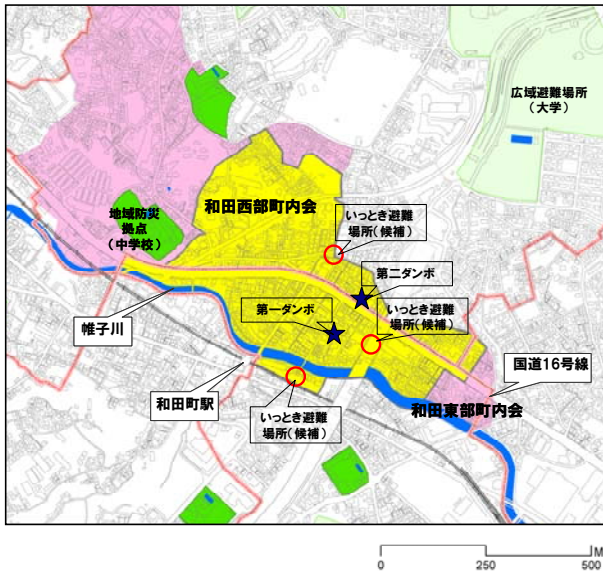 広域避難場所
（大学）
和田西部町内会
地域防災
拠点
（中学校）
いっとき避難
場所（候補）
第二ダンボ
第一ダンボ
いっとき避難
場所（候補）
帷子川
国道16号線
和田町駅
和田東部町内会
いっとき避難
場所（候補）
M
0 250 500